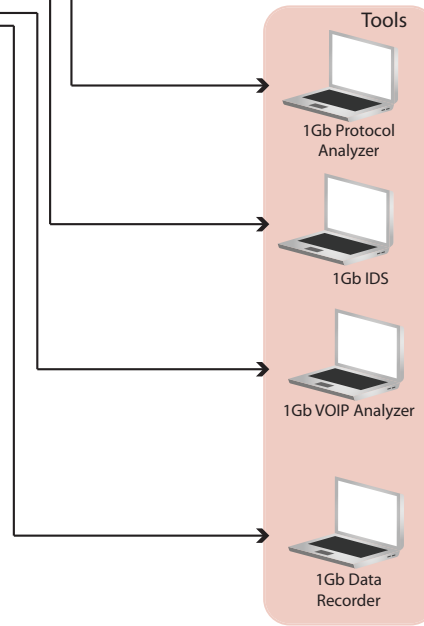 Tools
1Gb Protocol
Analyzer
1Gb IDS
1Gb VOIP Analyzer
1Gb Data
Recorder